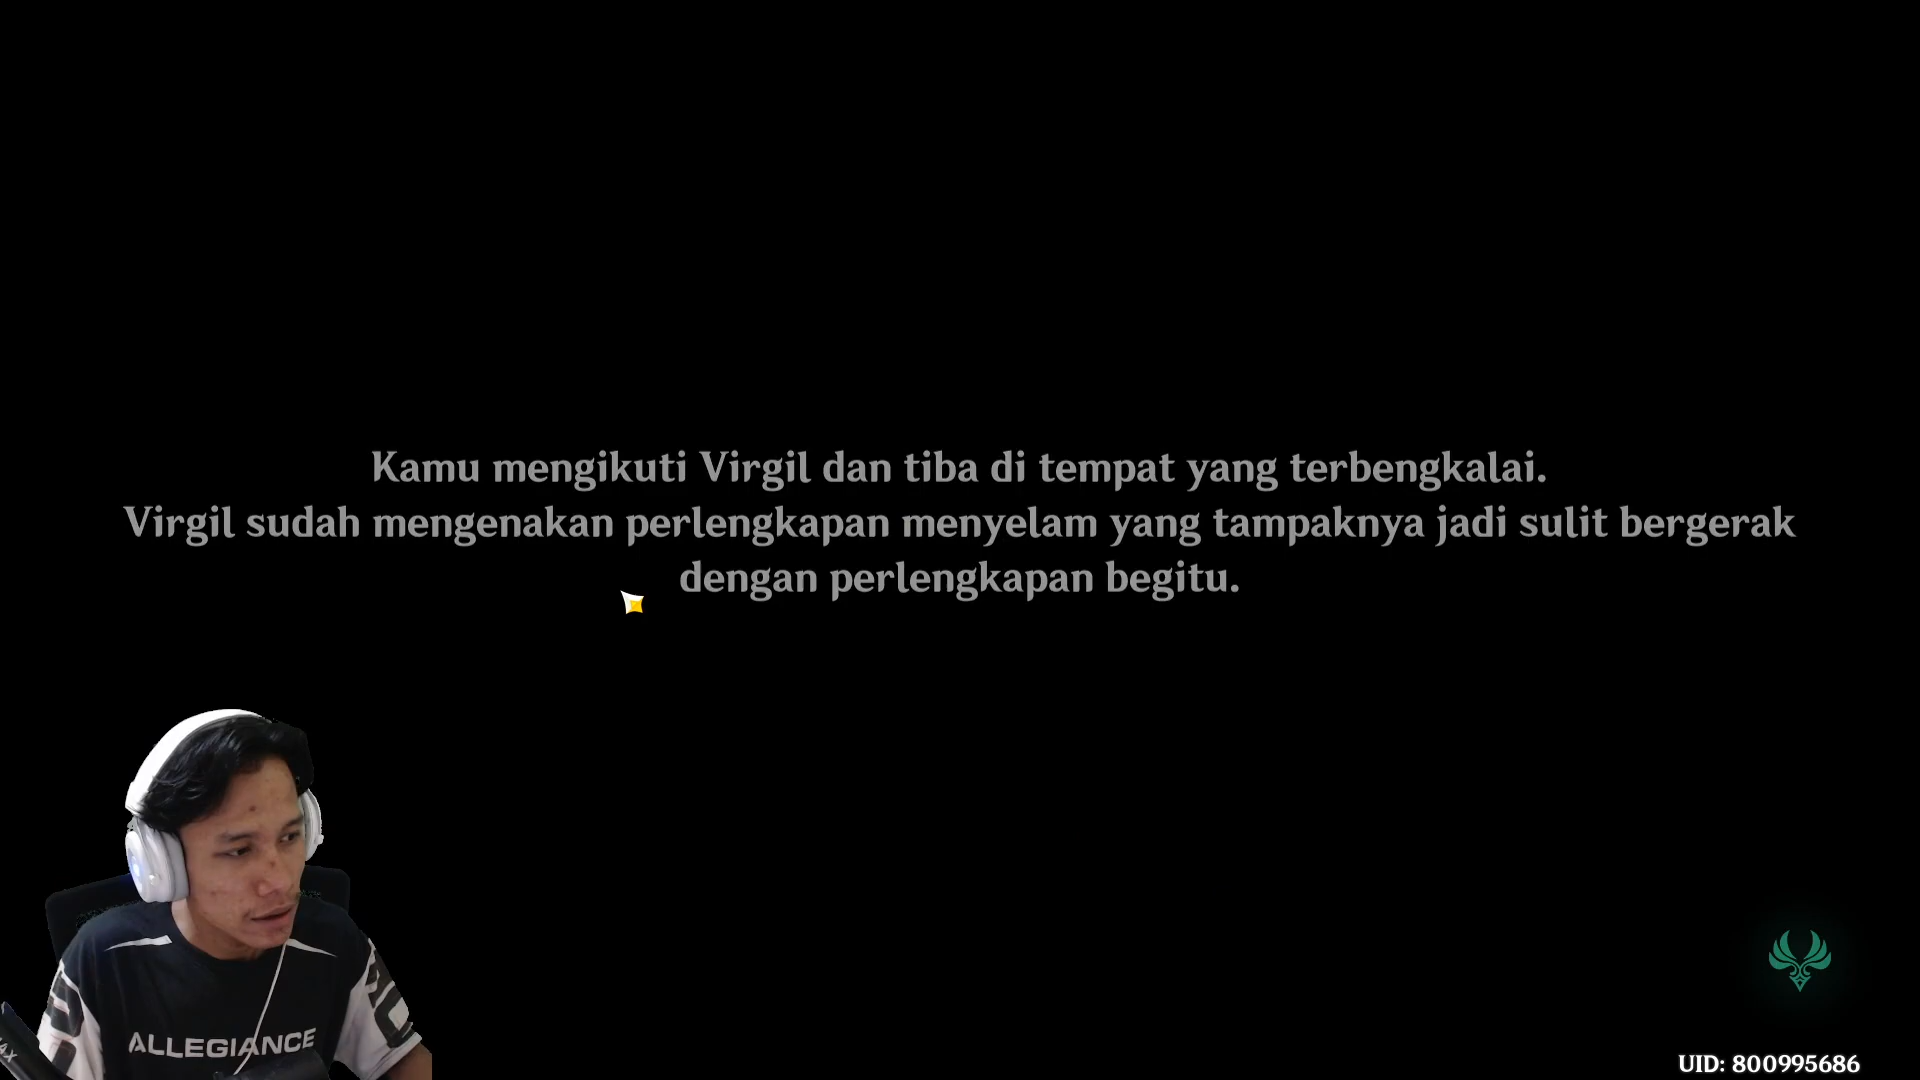 Kamu mengikuti Virgil dan tiba di tempat yang terbengkalai.
Virgil sudah mengenakan perlengkapan menyelam yang tampaknya jadi sulit bergerak
dengan perlengkapan begitu.
ALLEGIANCE
4X
UID: 800995686